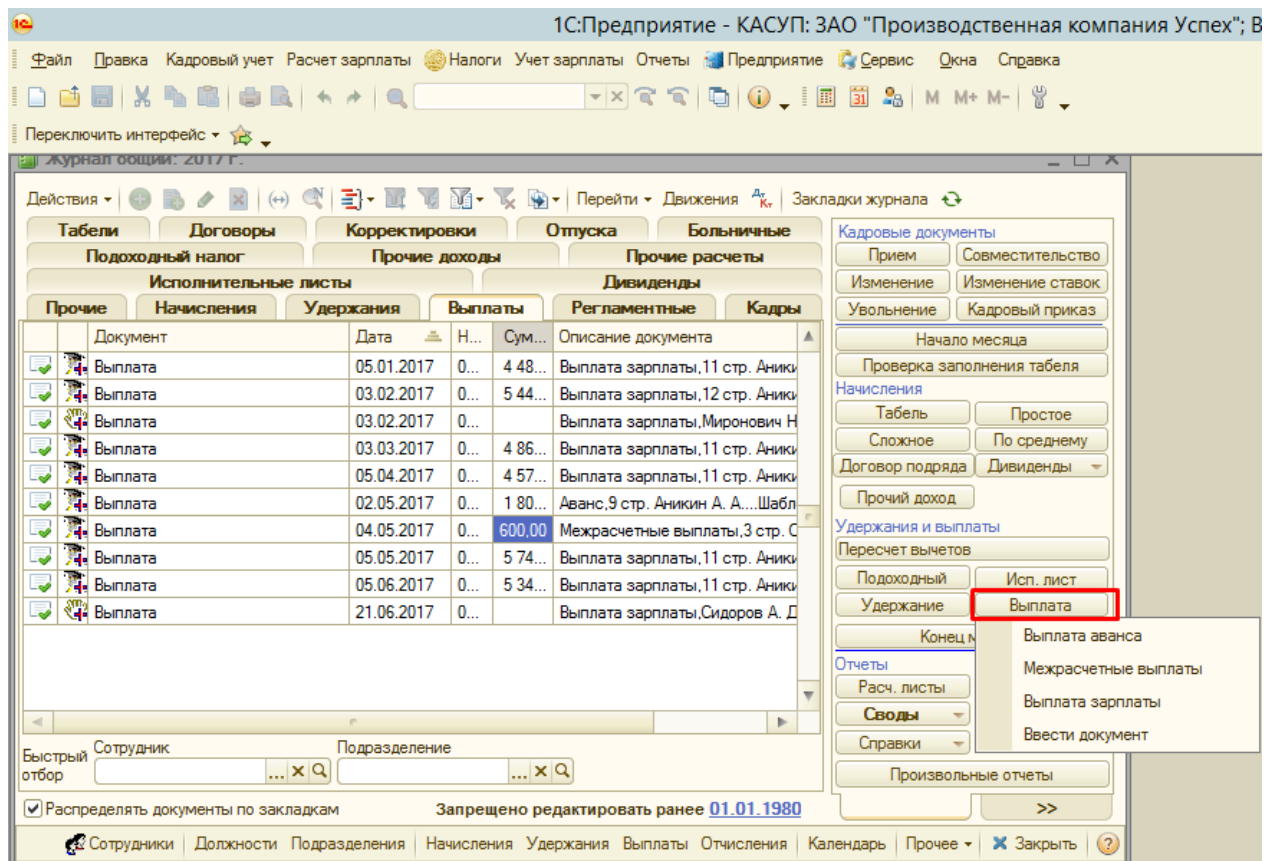 1С:Предприятие - КАСУП: ЗАО "Производственная компания Успех"; В
Файл Правка Кадровый учет Расчет зарплаты Налоги Учет зарплаты Отчеты Предприятие Сервис Окна Справка
M M+ M-
Переключить интерфейс
Журнал общий: 2017 г.
Действия Перейти Движения Закладки журнала
Табели Договоры Корректировки Отпуска Больничные
Подоходный налог Прочие доходы Прочие расчеты
Исполнительные листы Дивиденды
Прочие Начисления Удержания Выплаты Регламентные Кадры
Документ Дата Н... Сум... Описание документа
Выплата 05.01.2017 0... 4 48... Выплата зарплаты,11 стр. Аники
Выплата 03.02.2017 0... 5 44... Выплата зарплаты,12 стр. Аники
Выплата 03.02.2017 0... Выплата зарплаты,Миронович Н
Выплата 03.03.2017 0... 4 86... Выплата зарплаты,11 стр. Аники
Выплата 05.04.2017 0... 4 57... Выплата зарплаты,11 стр. Аники
Выплата 02.05.2017 0... 1 80... Аванс,9 стр. Аникин А. А....Шабл
Выплата 04.05.2017 0... 600,00 Межрасчетные выплаты,3 стр. С
Выплата 05.05.2017 0... 5 74... Выплата зарплаты,11 стр. Аники
Выплата 05.06.2017 0... 5 34... Выплата зарплаты,11 стр. Аники
Выплата 21.06.2017 0... Выплата зарплаты,Сидоров А. Д
Быстрый отбор
Сотрудник Подразделение
Распределять документы по закладкам Запрещено редактировать ранее 01.01.1980
Кадровые документы
Прием Совместительство
Изменение Изменение ставок
Увольнение Кадровый приказ
Начало месяца
Проверка заполнения табеля
Начисления
Табель Простое
Сложное По среднему
Договор подряда Дивиденды
Прочий доход
Удержания и выплаты
Пересчет вычетов
Подоходный Исп. лист
Удержание Выплата
Конец м
Выплата аванса
Межрасчетные выплаты
Выплата зарплаты
Ввести документ
Отчеты
Расч. листы
Своды
Справки
Произвольные отчеты
>>
Сотрудники Должности Подразделения Начисления Удержания Выплаты Отчисления Календарь Прочее Закрыть